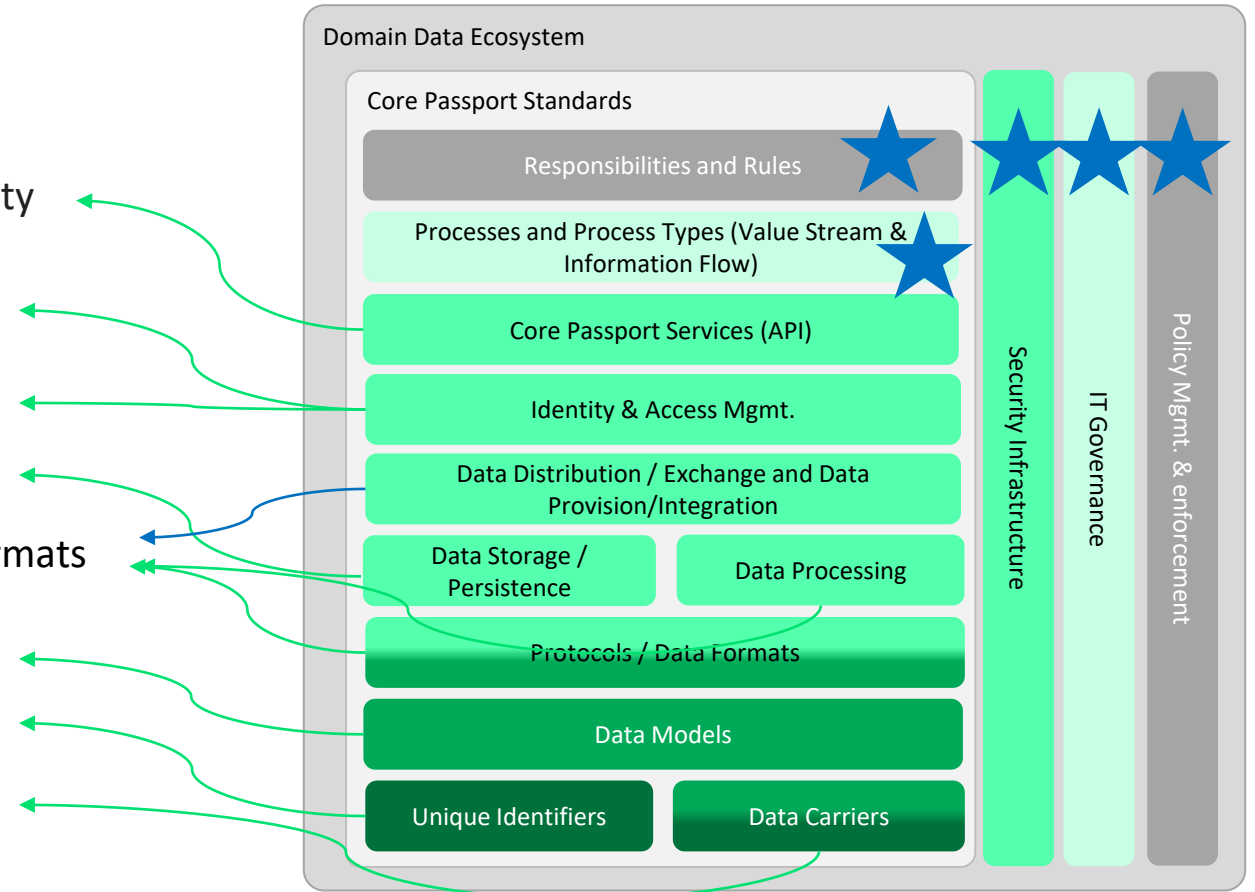 Domain Data Ecosystem
Core Passport Standards
Responsibilities and Rules
ty
Processes and Process Types (Value Stream &
Information Flow)
Core Passport Services (API)
Identity & Access Mgmt.
Data Distribution / Exchange and Data
Provision/Integration
rmats
Data Storage /
Persistence
Data Processing
Protocols / Data Formats
Data Models
Unique Identifiers
Data Carriers
Security Infrastructure
IT Governance
Policy Mgmt. & enforcement